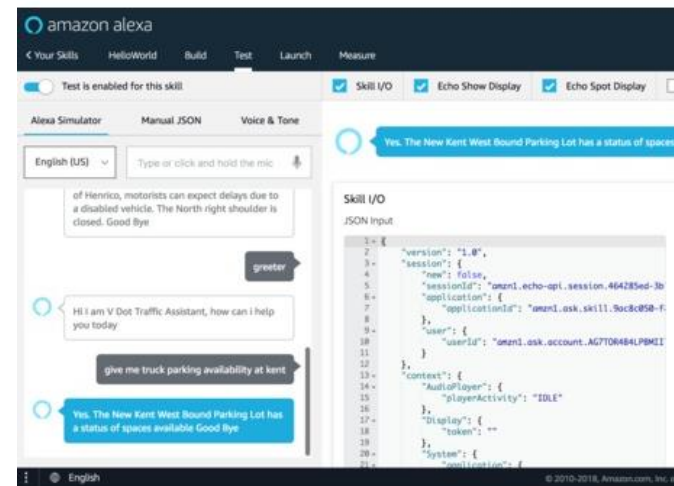 amazon alexa
< Your Skills HelloWorld Build Test Launch Measure
Test is enabled for this skill
Skill I/O Echo Show Display Echo Spot Display
Alexa Simulator Manual JSON Voice & Tone
English (US) Type or click and hold the mic
of Henrico, motorists can expect delays due to
a disabled vehicle. The North right shoulder is
closed. Good Bye
greeter
Hi I am V Dot Traffic Assistant, how can i help
you today
give me truck parking availability at kent
Yes. The New Kent West Bound Parking Lot has
a status of spaces available Good Bye
Yes. The New Kent West Bound Parking Lot has a status of spaces
Skill I/O
JSON Input
1 {
2 "version": "1.0",
3 "session": {
4 "new": false,
5 "sessionId": "amzn1.echo-api.session.464285ed-3b
6 "application": {
7 "applicationId": "amzn1.ask.skill.9ac8c050-f
8 },
9 "user": {
10 "userId": "amzn1.ask.account.AG7TOR4B4LPBMII
11 }
12 },
13 "context": {
14 "AudioPlayer": {
15 "playerActivity": "IDLE"
16 },
17 "Display": {
18 "token": ""
19 },
20 "System": {
21 "application": {
English
© 2010-2018, Amazon.com, Inc.